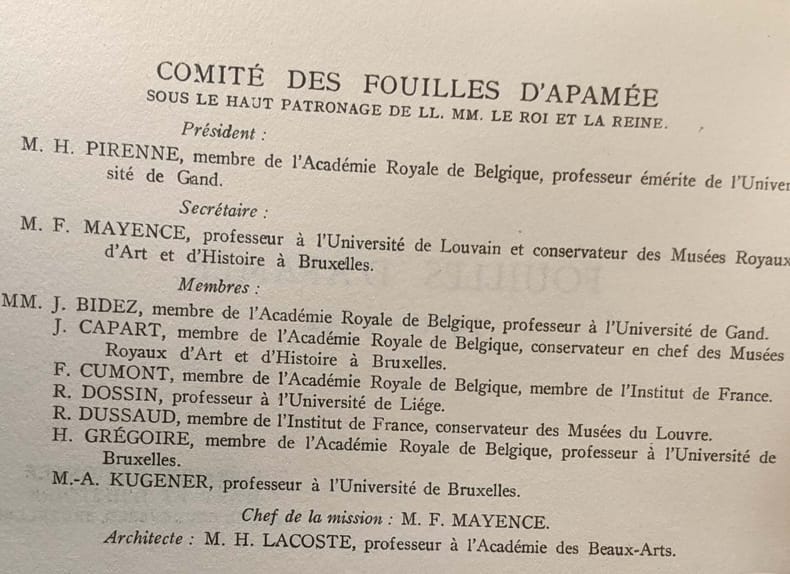 COMITÉ DES FOUILLES D'APAMÉE
SOUS LE HAUT PATRONAGE DE LL. MM. LE ROI ET LA REINE.
Président :
M. H. PIRENNE, membre de l'Académie Royale de Belgique, professeur émérite de l'Univer
sité de Gand.
Secrétaire :
M. F. MAYENCE, professeur à l'Université de Louvain et conservateur des Musées Royaux
d'Art et d'Histoire à Bruxelles.
Membres :
MM. J. BIDEZ, membre de l'Académie Royale de Belgique, professeur à l'Université de Gand.
J. CAPART, membre de l'Académie Royale de Belgique, conservateur en chef des Musées
Royaux d'Art et d'Histoire à Bruxelles.
F. CUMONT, membre de l'Académie Royale de Belgique, membre de l'Institut de France.
R. DOSSIN, professeur à l'Université de Liége.
R. DUSSAUD, membre de l'Institut de France, conservateur des Musées du Louvre.
H. GRÉGOIRE, membre de l'Académie Royale de Belgique, professeur à l'Université de
Bruxelles.
M.-A. KUGENER, professeur à l'Université de Bruxelles.
Chef de la mission : M. F. MAYENCE.
Architecte : M. H. LACOSTE, professeur à l'Académie des Beaux-Arts.